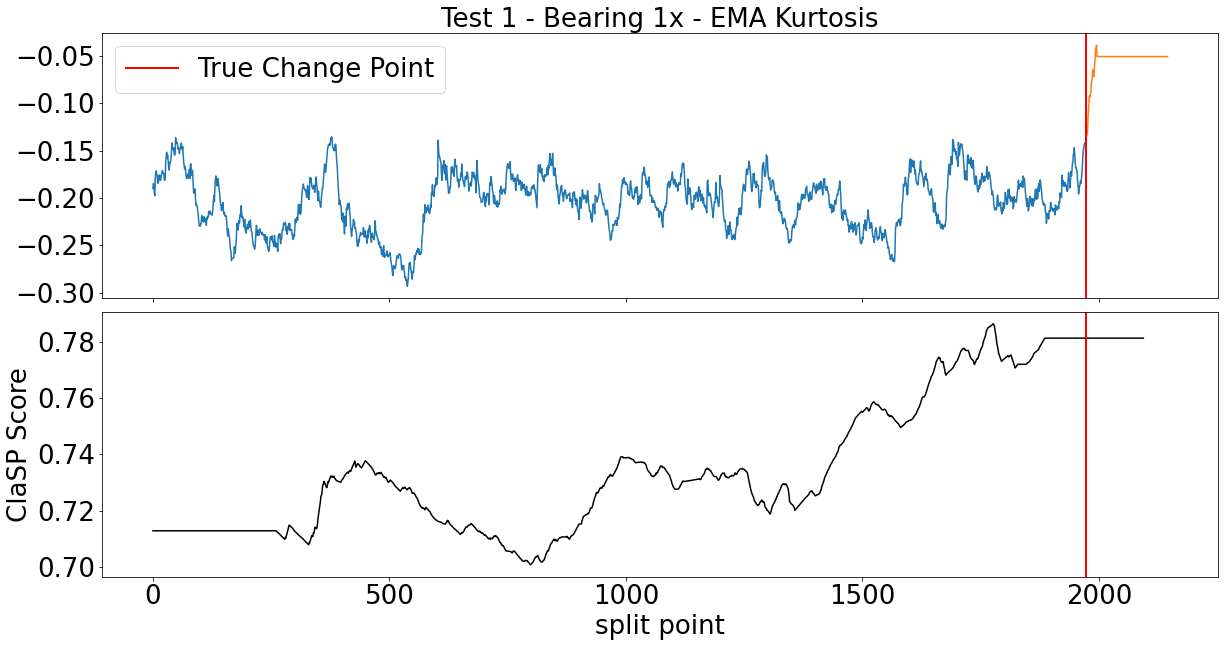 Test 1 - Bearing 1x - EMA Kurtosis
True Change Point
−0.05
−0.10
−0.15
−0.20
−0.25
−0.30
ClaSP Score
0.78
0.76
0.74
0.72
0.70
0 500 1000 1500 2000
split point